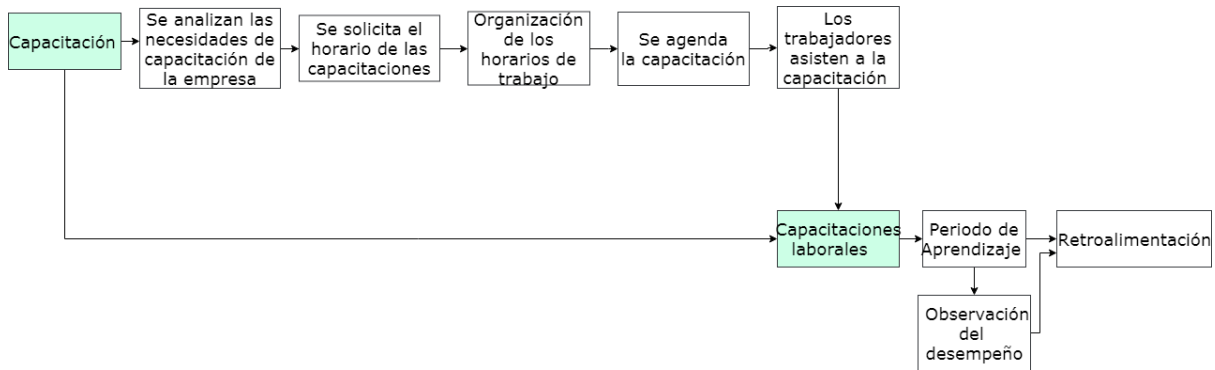 Capacitación
Se analizan las
necesidades de
capacitación de
la empresa
Se solicita el
horario de las
capacitaciones
Organización
de los
horarios de
trabajo
Se agenda
la capacitación
Los
trabajadores
asisten a la
capacitación
Capacitaciones
laborales
Periodo de
Aprendizaje
Retroalimentación
Observación
del
desempeño